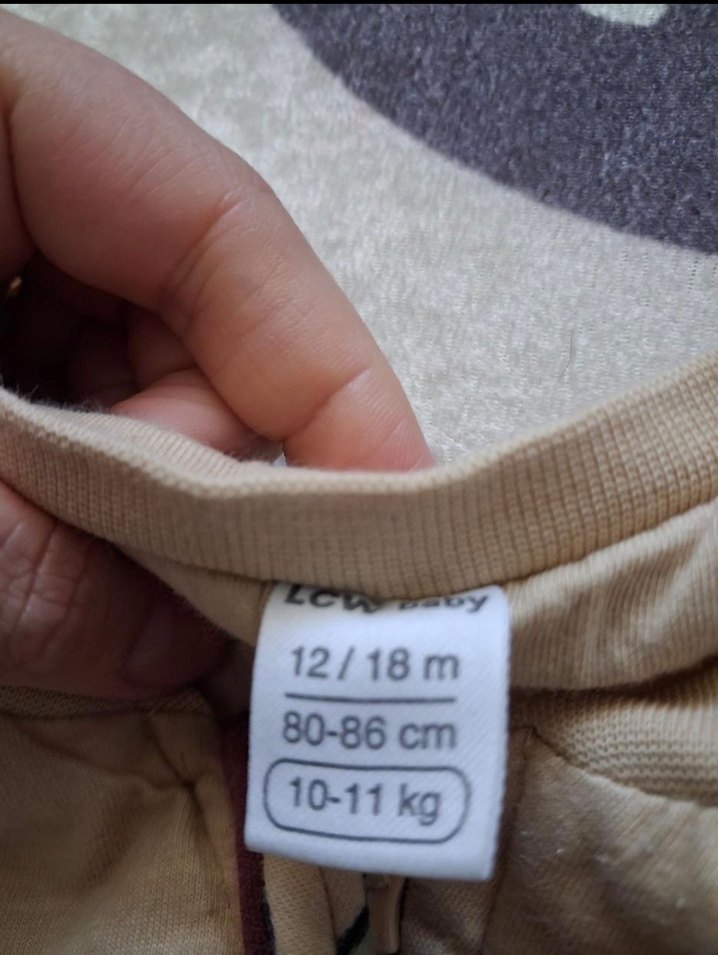 LCW baby
12 / 18 m
80-86 cm
10-11 kg